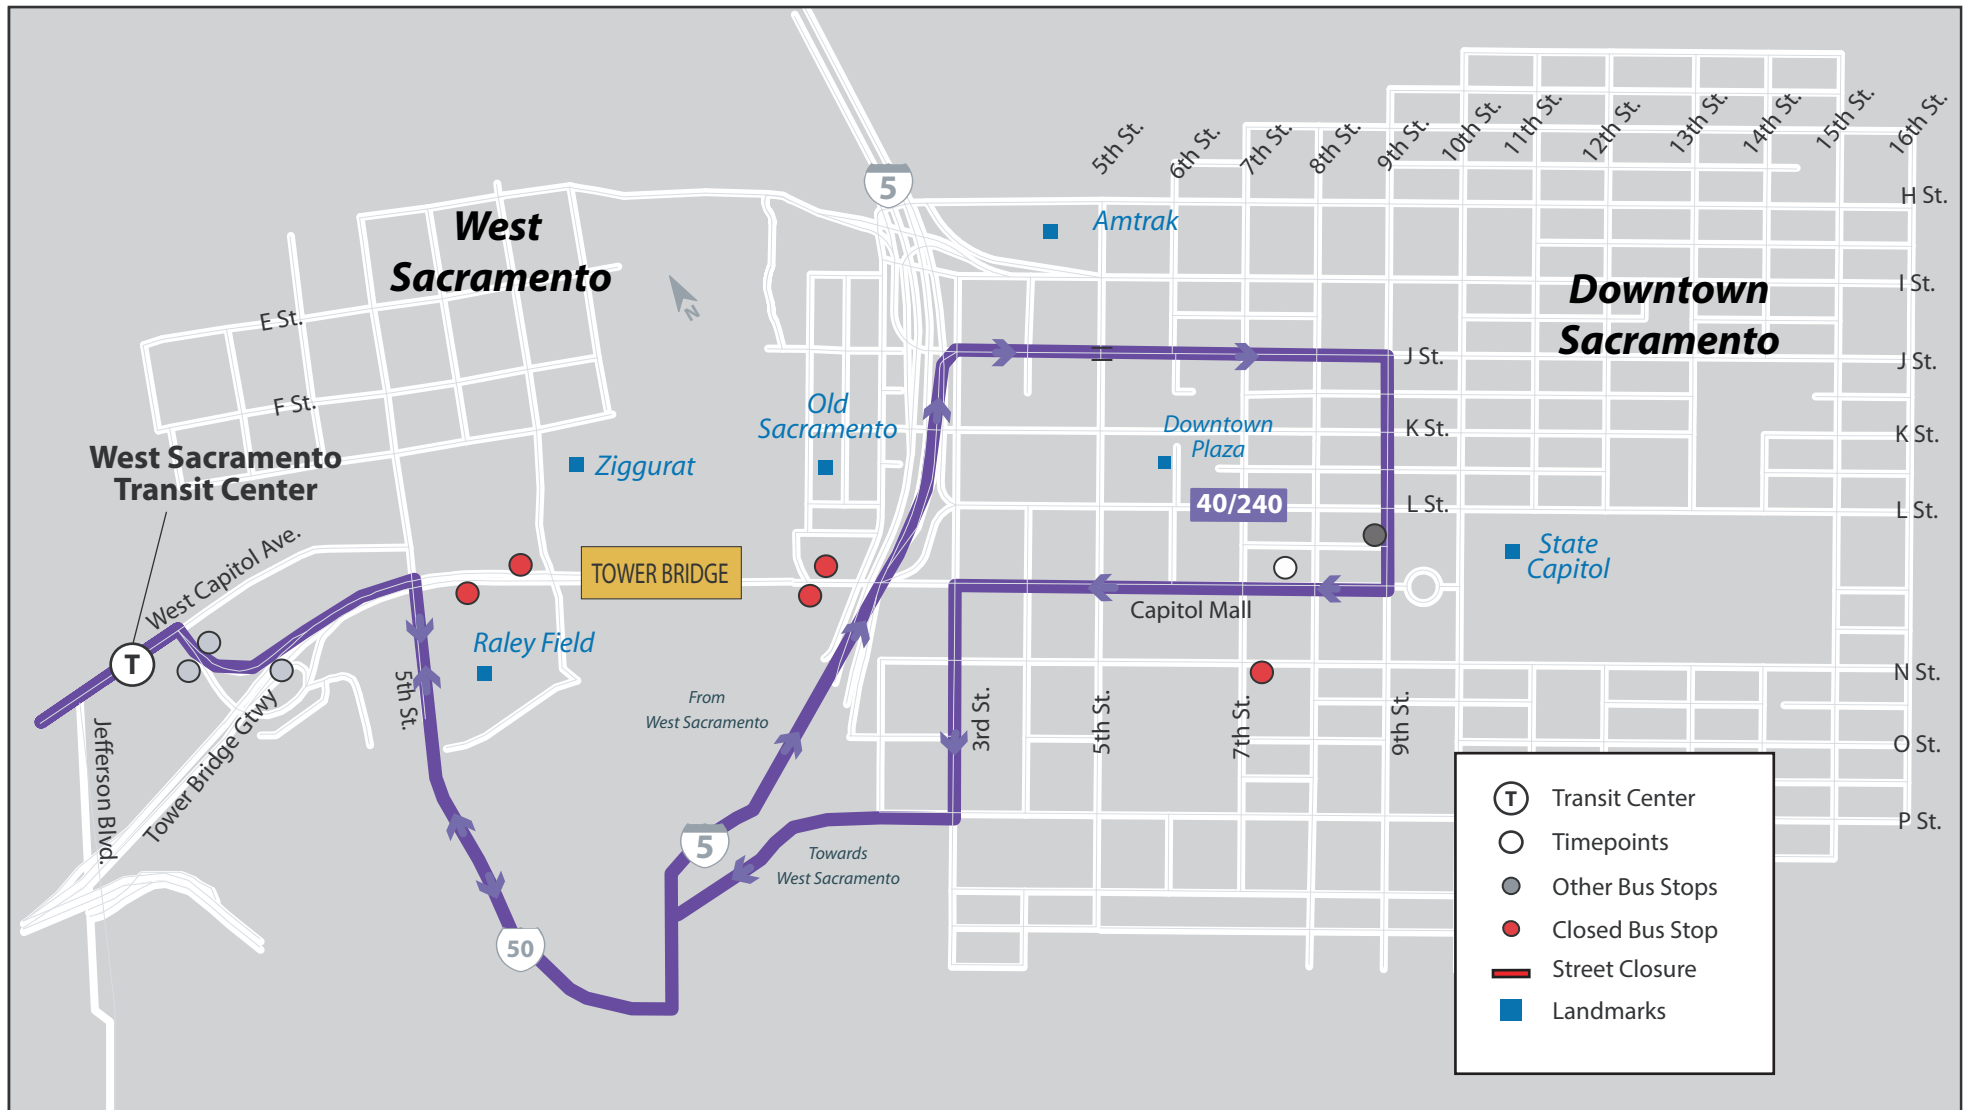 5th St.
6th St.
7th St.
8th St.
9th St.
10th St.
11th St.
12th St.
13th St.
14th St.
15th St.
16th St.
5
H St.
West
Sacramento
Amtrak
N
I St.
Downtown
Sacramento
E St.
J St.
J St.
F St.
Old
Sacramento
Downtown
Plaza
K St.
K St.
West Sacramento
Transit Center
Ziggurat
40/240
L St.
L St.
West Capitol Ave.
TOWER BRIDGE
State
Capitol
Capitol Mall
T
Raley Field
N St.
5th St.
From
West Sacramento
3rd St.
5th St.
7th St.
9th St.
O St.
Jefferson Blvd.
Tower Bridge Gtwy
5
P St.
Towards
West Sacramento
50
T Transit Center
Timepoints
Other Bus Stops
Closed Bus Stop
Street Closure
Landmarks